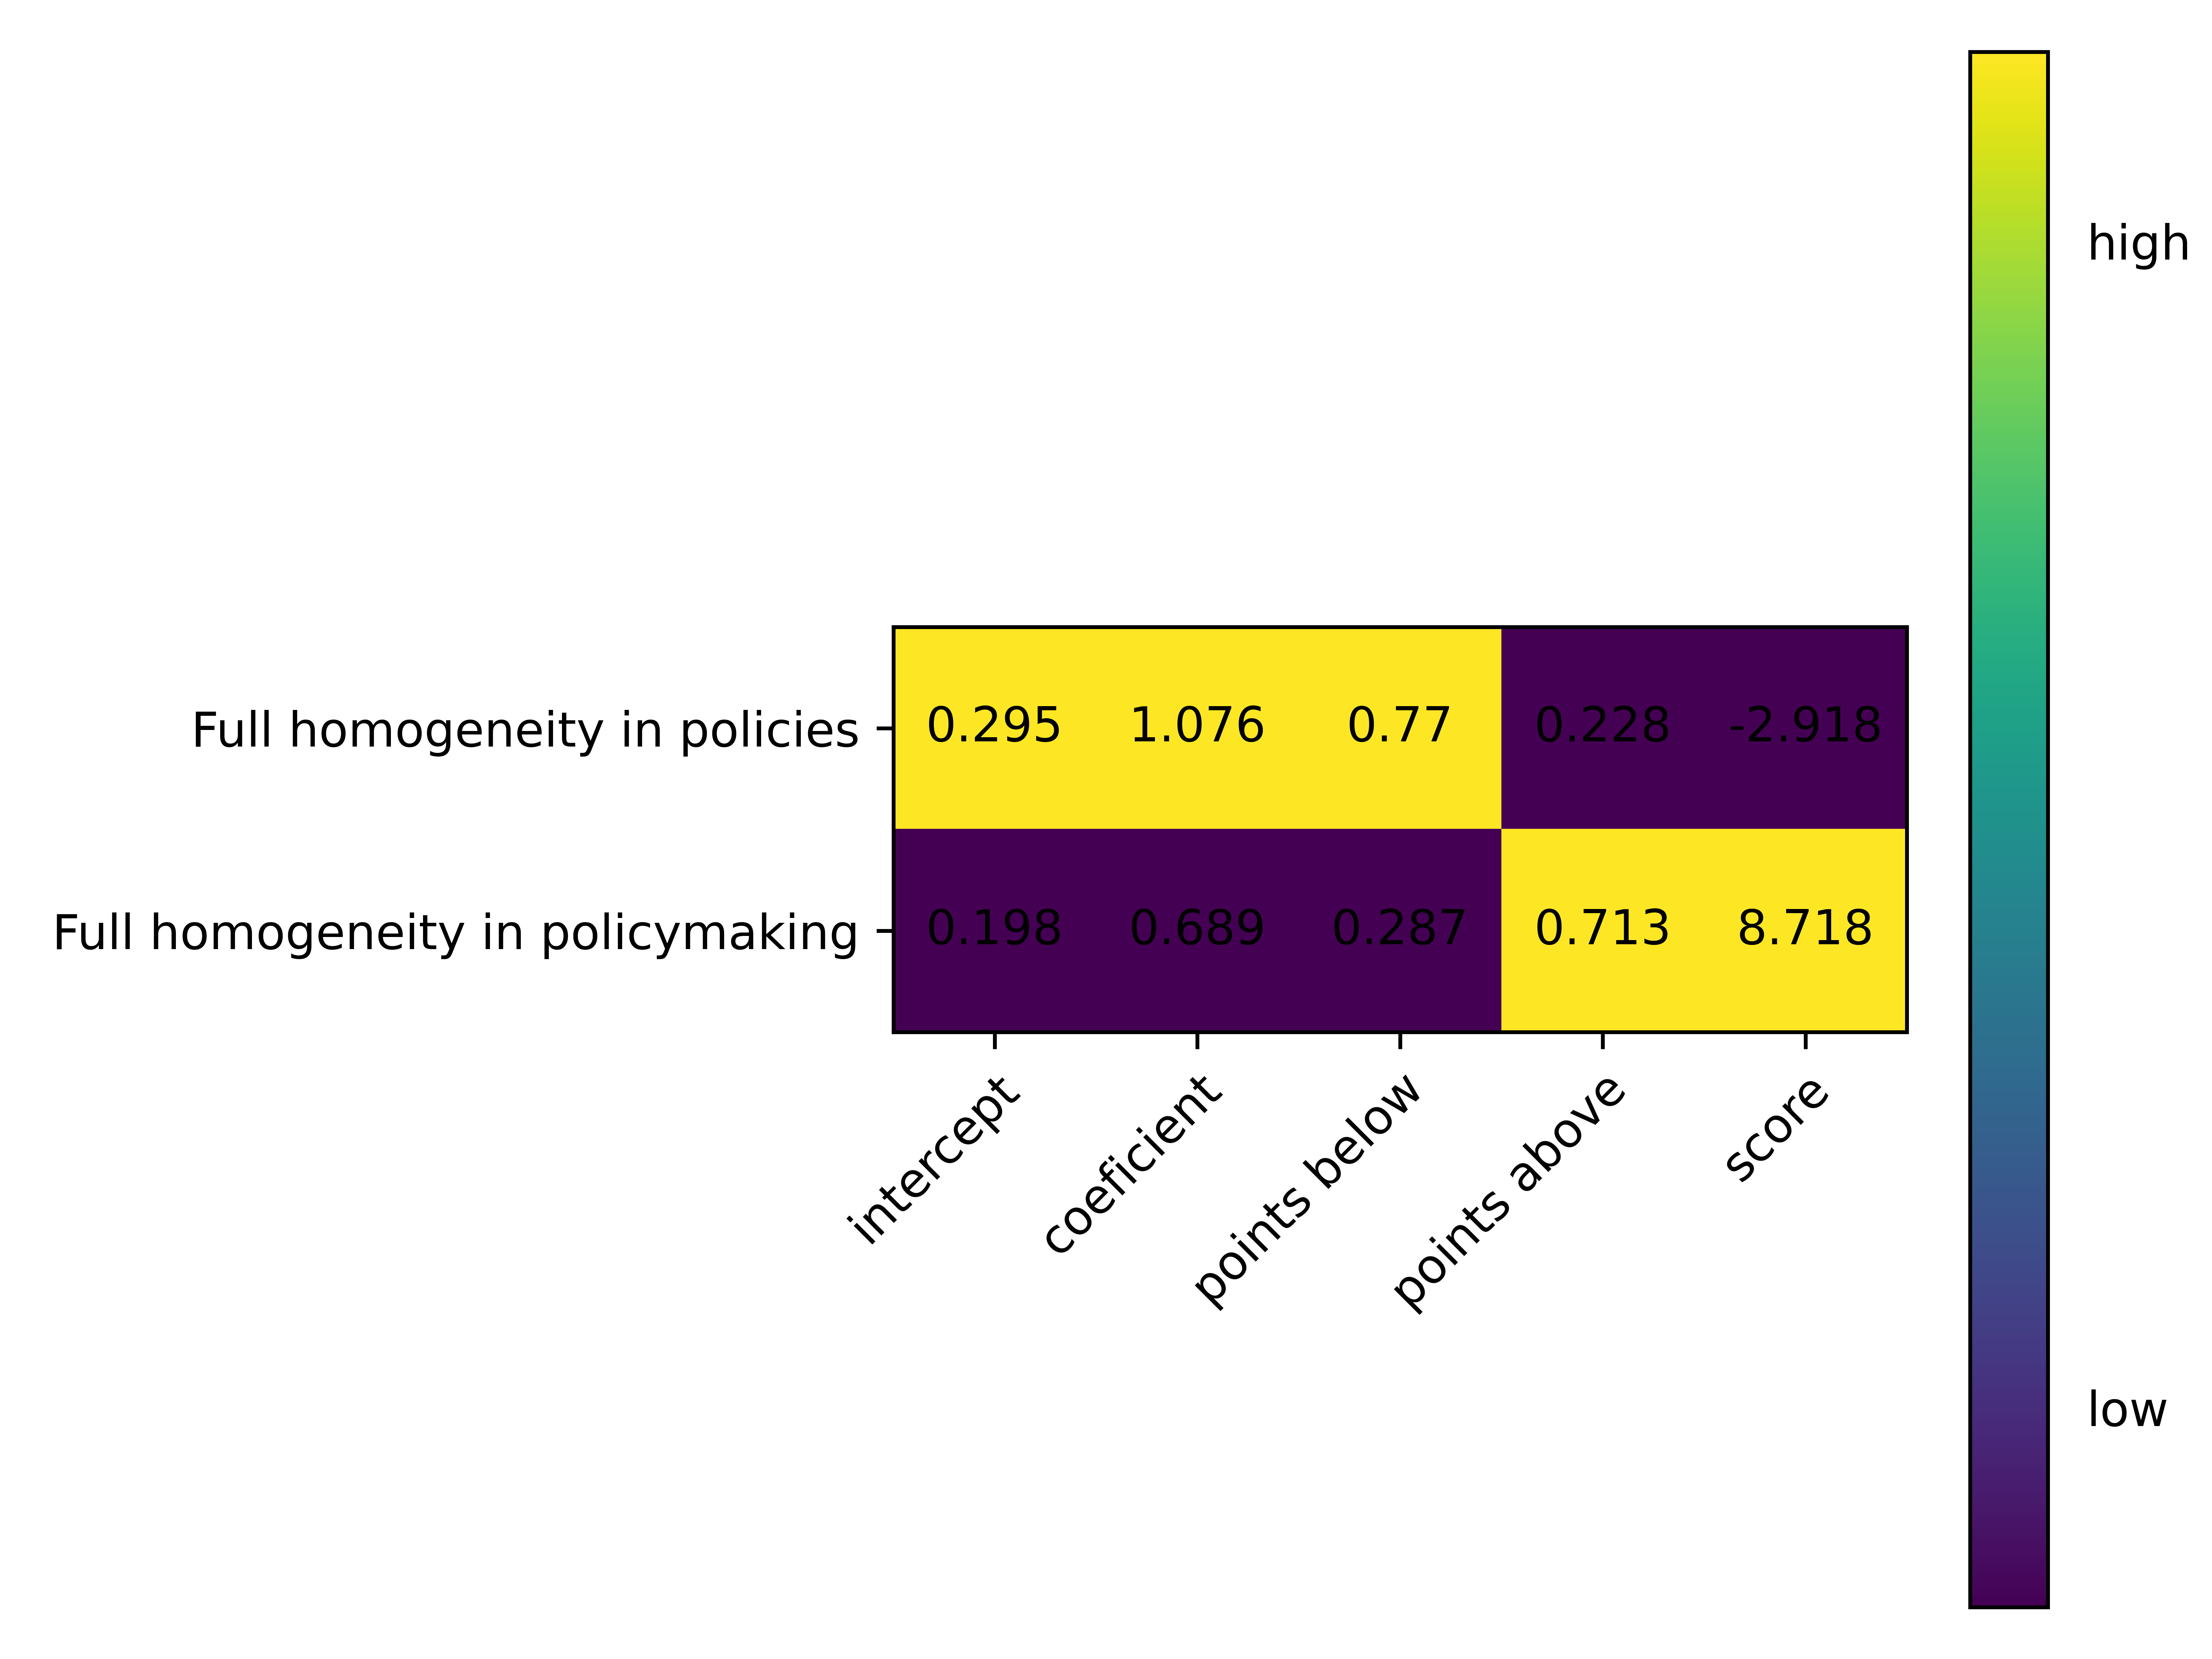 high
Full homogeneity in policies 0.295 1.076 0.77 0.228 -2.918
Full homogeneity in policymaking 0.198 0.689 0.287 0.713 8.718
intercept
coeficient
points below
points above
score
low